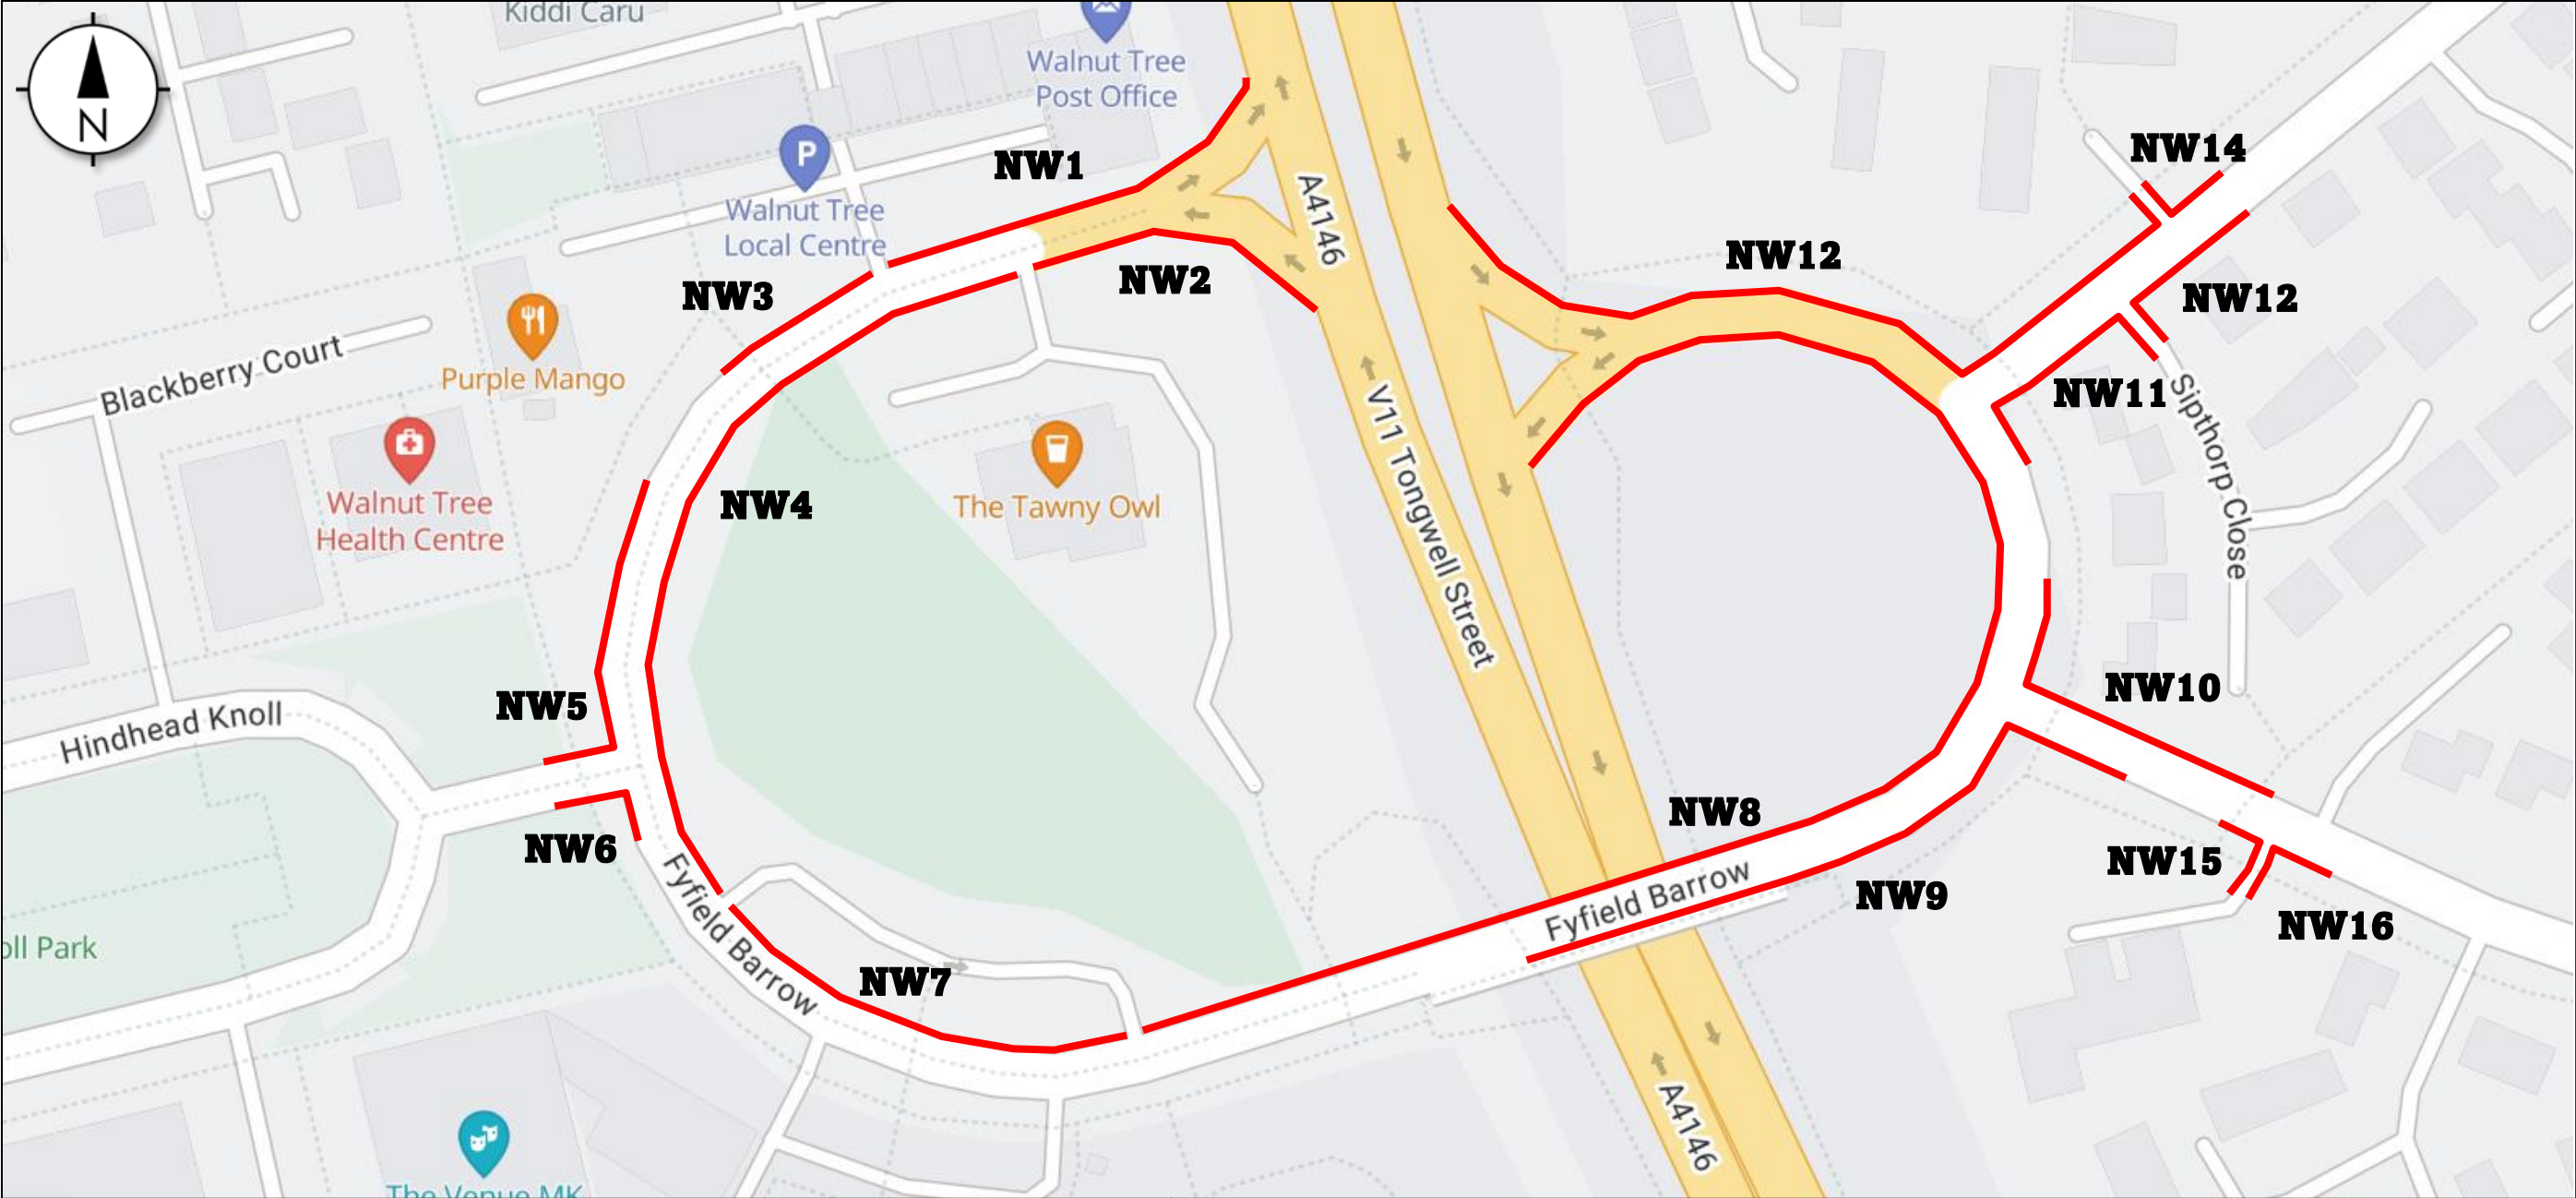 Kiddi Caru
N
Walnut Tree
Post Office
P
NW1
NW14
Walnut Tree
Local Centre
A4146
NW12
NW2
NW3
NW12
Blackberry Court
Purple Mango
NW11
Sipthorp Close
Walnut Tree
Health Centre
NW4
The Tawny Owl
V11 Tongwell Street
NW5
NW10
Hindhead Knoll
NW8
NW6
Fyfield Barrow
NW15
Fyfield Barrow
NW9
NW16
oll Park
NW7
A4146
The Venue MK